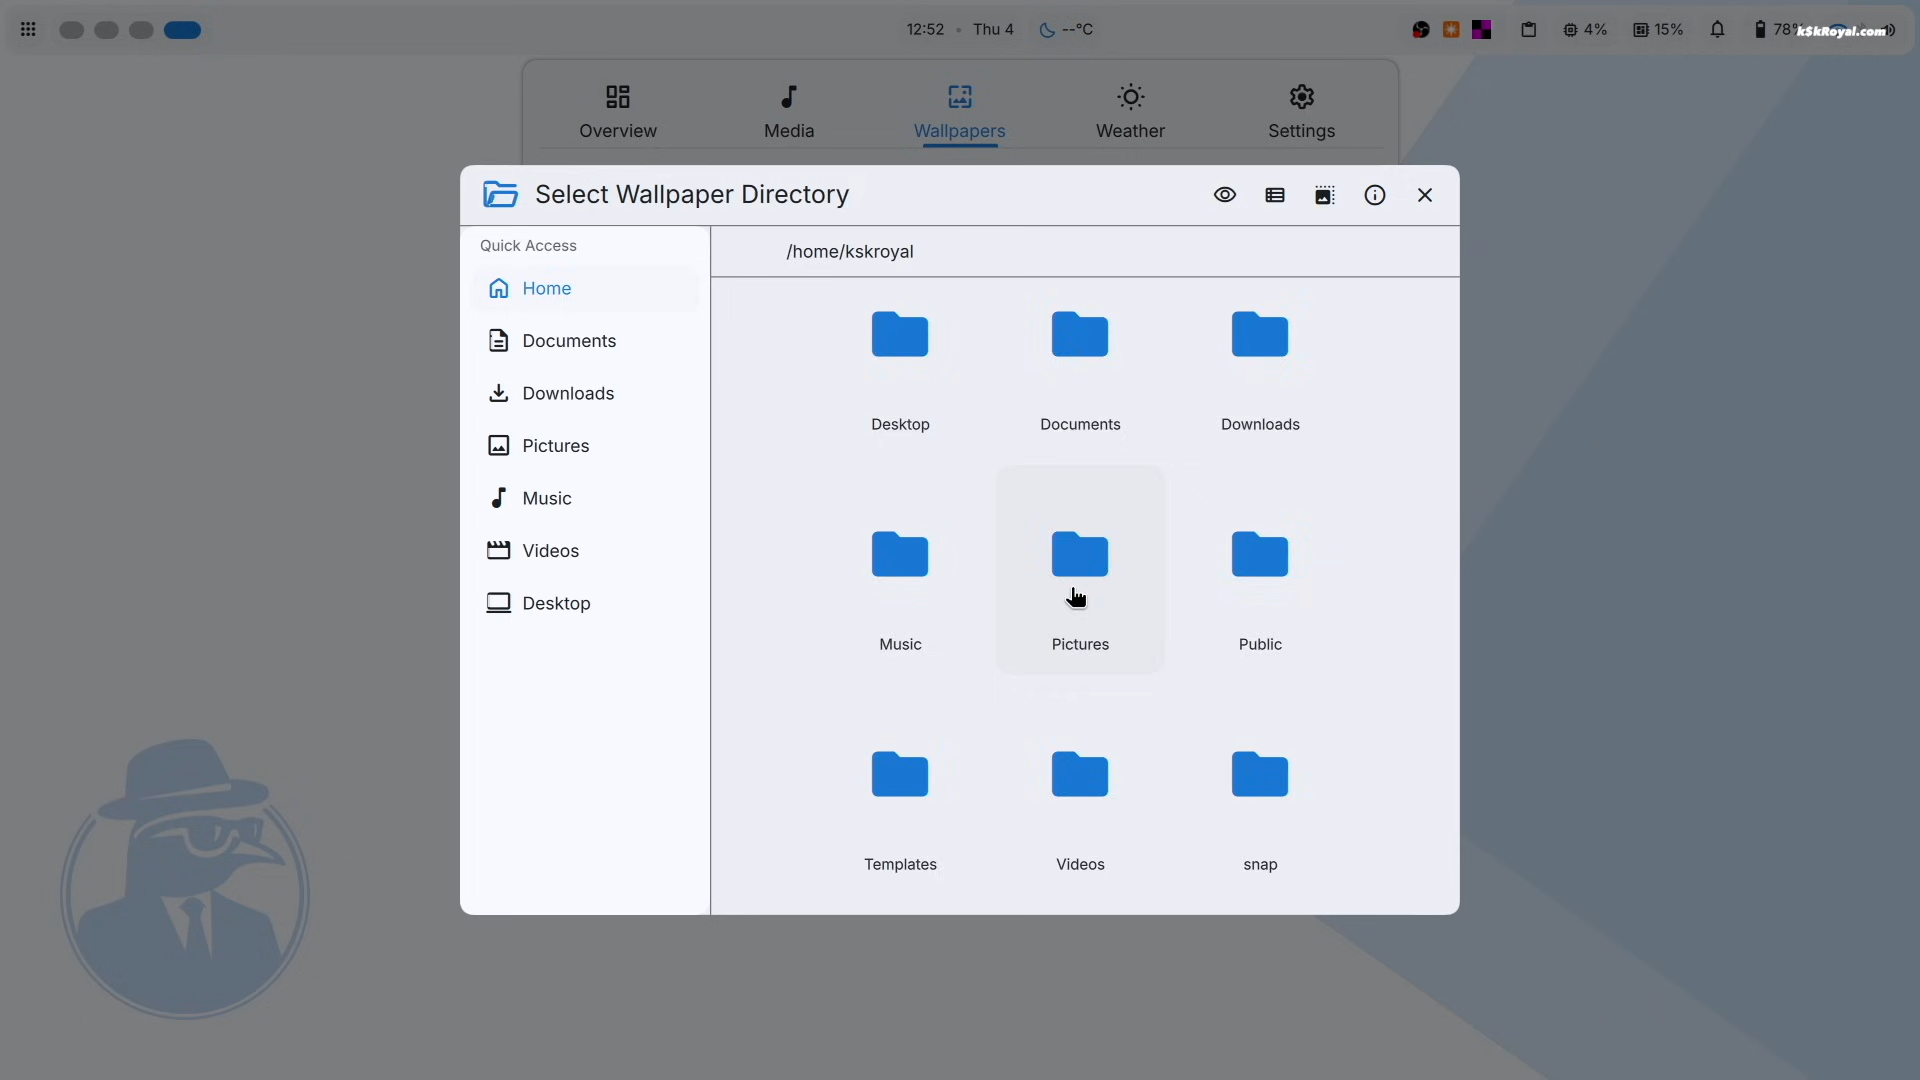 12:52 • Thu 4 --°C
4% 15% 78%
k$kRoyal.com
Overview Media Wallpapers Weather Settings
Select Wallpaper Directory
Quick Access
/home/kskroyal
Home
Documents
Downloads
Pictures
Music
Videos
Desktop
Desktop Documents Downloads
Music Pictures Public
Templates Videos snap